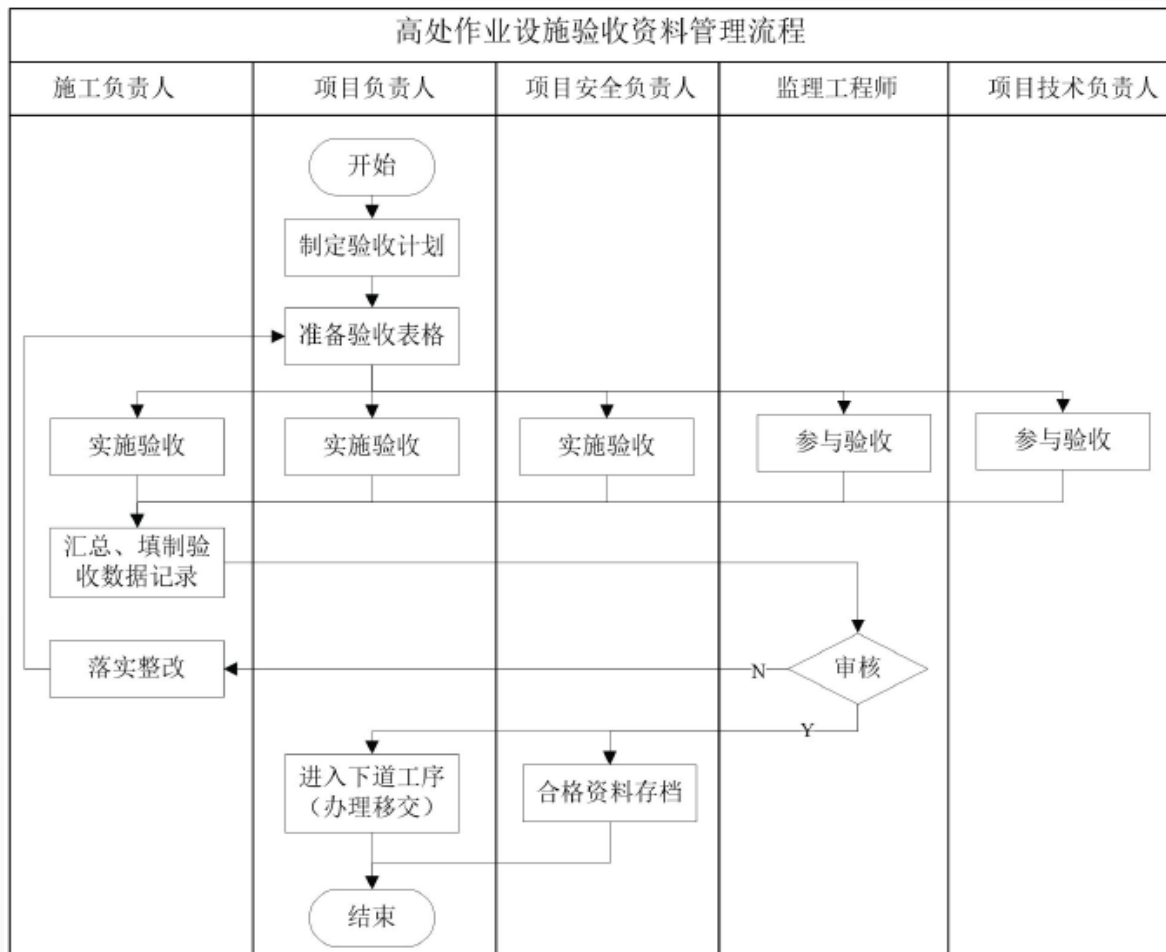 高处作业设施验收资料管理流程
施工负责人
项目负责人
项目安全负责人
监理工程师
项目技术负责人
开始
制定验收计划
准备验收表格
实施验收
实施验收
实施验收
参与验收
参与验收
汇总、填制验
收数据记录
落实整改
N
审核
Y
进入下道工序
（办理移交）
合格资料存档
结束